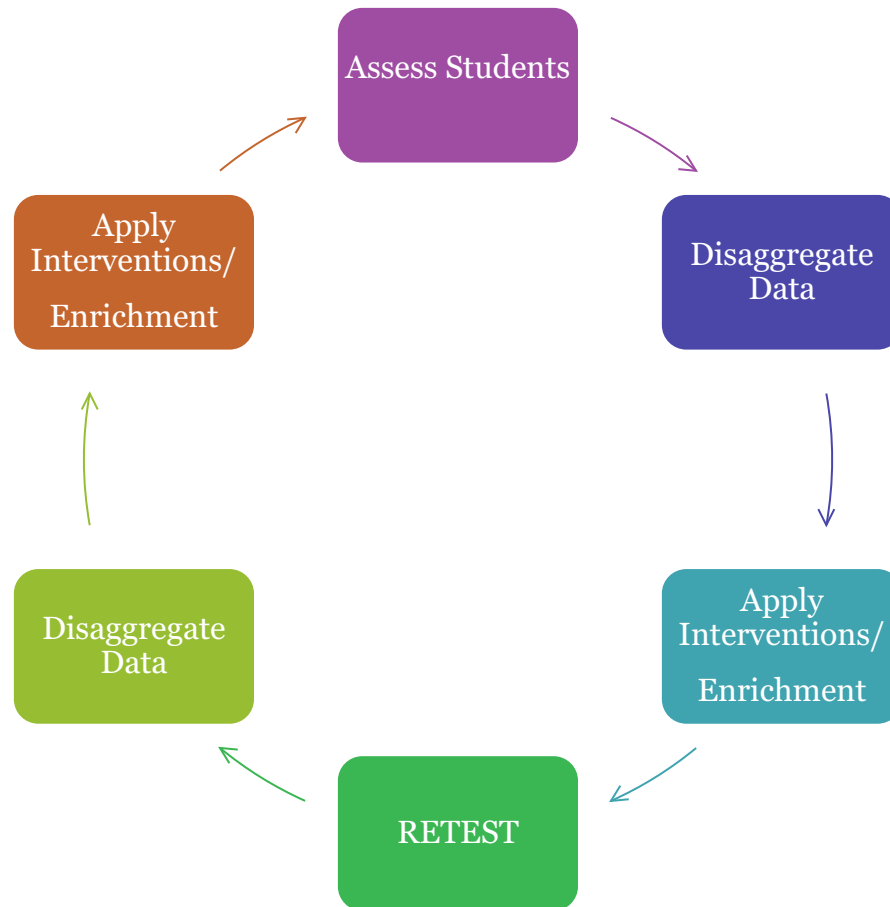 Assess Students
Disaggregate
Data
Apply
Interventions/
Enrichment
RETEST
Disaggregate
Data
Apply
Interventions/
Enrichment